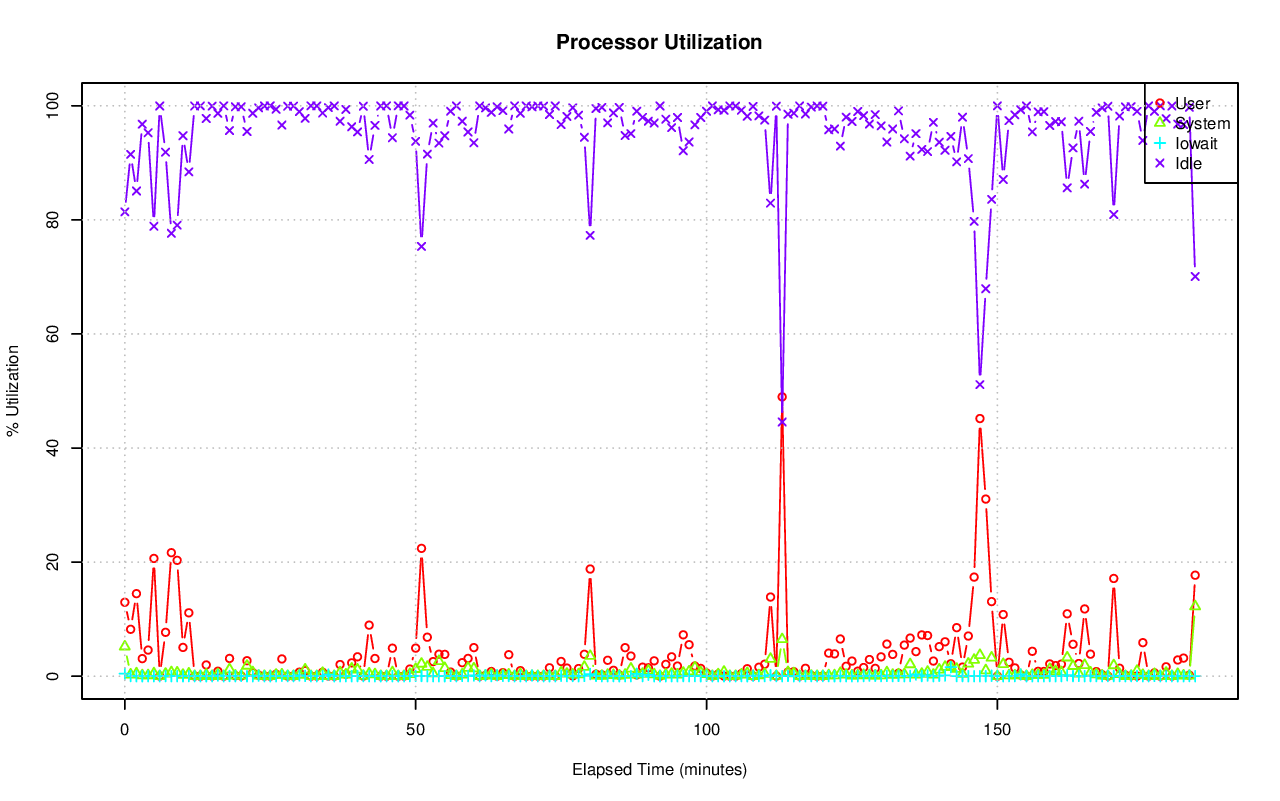 Processor Utilization
% Utilization
100
80
60
40
20
0
User
System
Iowait
Idle
0 50 100 150
Elapsed Time (minutes)